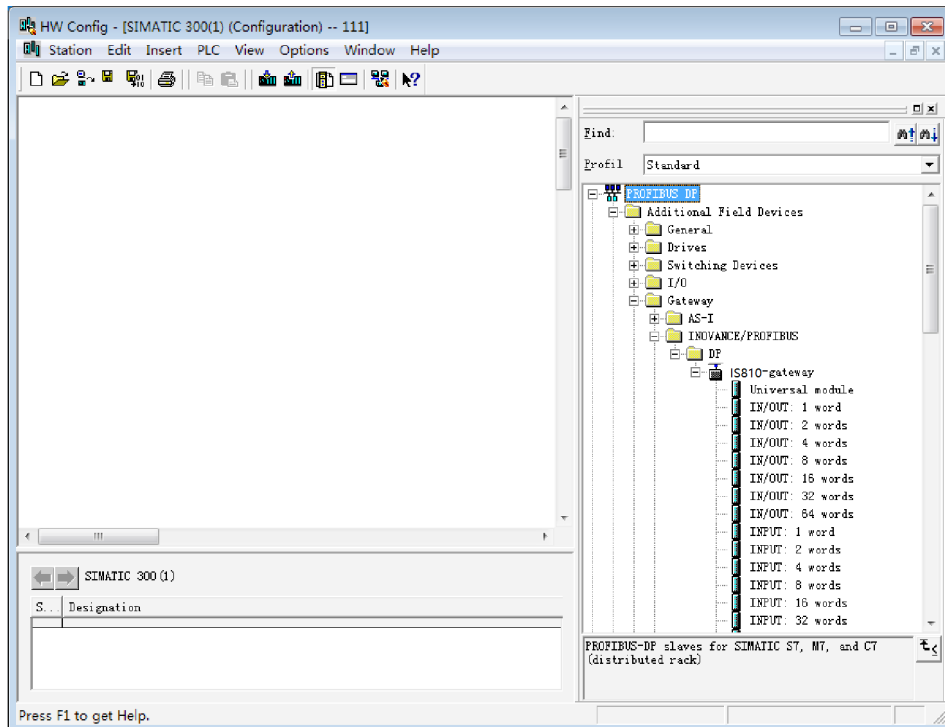 HW Config - [SIMATIC 300(1) (Configuration) -- 111]
Station Edit Insert PLC View Options Window Help
Find:
Profil Standard
PROFIBUS DP
Additional Field Devices
General
Drives
Switching Devices
I/O
Gateway
AS-I
INOVANCE/PROFIBUS
DP
IS810-gateway
Universal module
IN/OUT: 1 word
IN/OUT: 2 words
IN/OUT: 4 words
IN/OUT: 8 words
IN/OUT: 16 words
IN/OUT: 32 words
IN/OUT: 64 words
INPUT: 1 word
INPUT: 2 words
INPUT: 4 words
INPUT: 8 words
INPUT: 16 words
INPUT: 32 words
SIMATIC 300(1)
S... Designation
PROFIBUS-DP slaves for SIMATIC S7, M7, and C7
(distributed rack)
Press F1 to get Help.